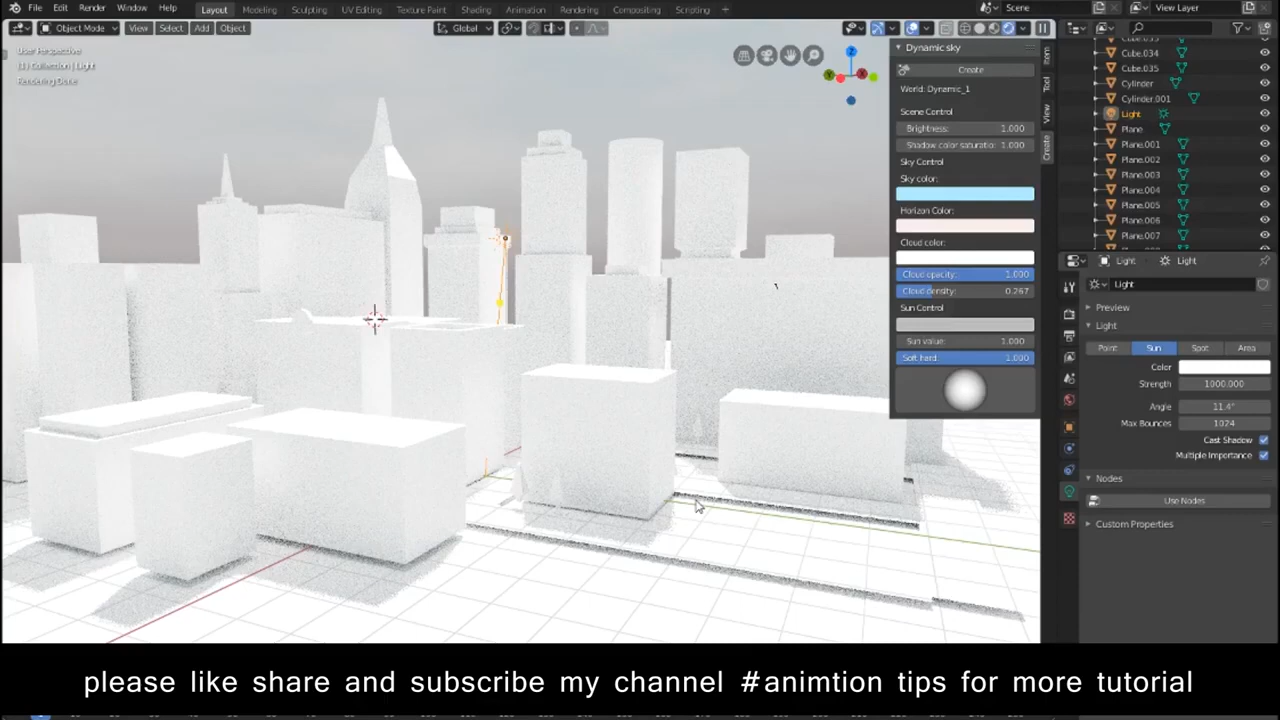 File Edit Render Window Help Layout Modeling Sculpting UV Editing Texture Paint Shading Animation Rendering Compositing Scripting + Scene View Layer
Object Mode View Select Add Object Global
User Perspective
(1) Collection | Light
Rendering Done
Dynamic sky
Create
World: Dynamic_1
Scene Control
Brightness: 1.000
Shadow color saturatio: 1.000
Sky Control
Sky color:
Horizon Color:
Cloud color:
Cloud opacity: 1.000
Cloud density: 0.267
Sun Control
Sun value: 1.000
Soft hard: 1.000
Item
Tool
View
Create
Cube.034
Cube.035
Cylinder
Cylinder.001
Light
Plane
Plane.001
Plane.002
Plane.003
Plane.004
Plane.005
Plane.006
Plane.007
Light Light
Light
Preview
Light
Point Sun Spot Area
Color
Strength 1000.000
Angle 11.4°
Max Bounces 1024
Cast Shadow
Multiple Importance
Nodes
Use Nodes
Custom Properties
please like share and subscribe my channel #animtion tips for more tutorial